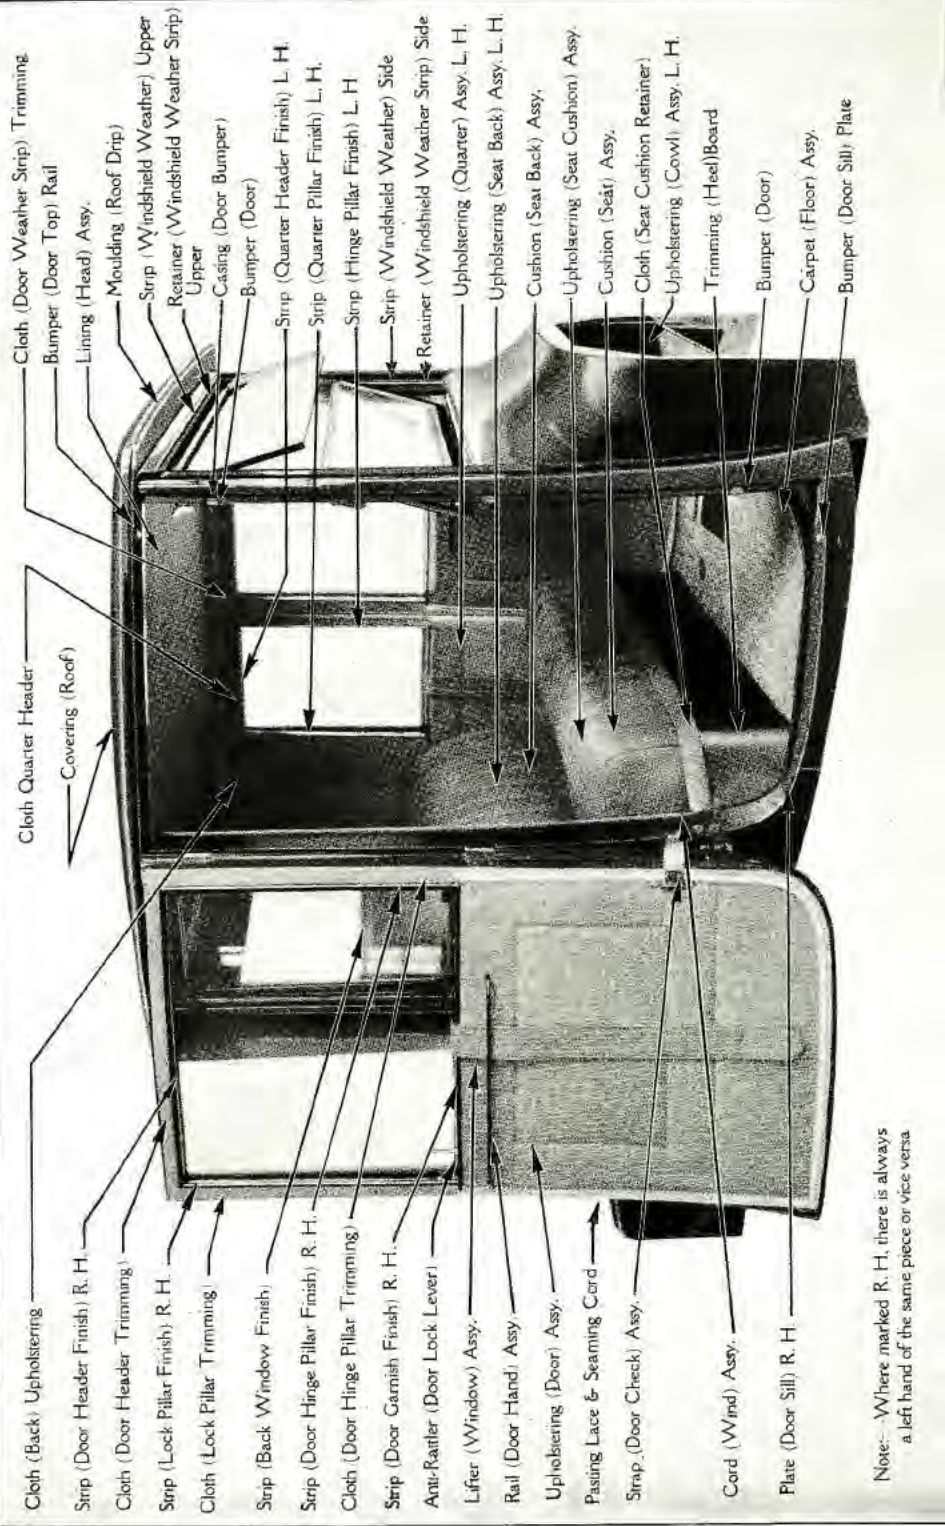 Cloth (Back) Upholstering
Strip (Door Header Finish) R. H.
Cloth (Door Header Trimming)
Strip (Lock Pillar Finish) R. H.
Cloth (Lock Pillar Trimming)
Strip (Back Window Finish)
Strip (Door Hinge Pillar Finish) R. H.
Cloth (Door Hinge Pillar Trimming)
Strip (Door Garnish Finish) R. H.
Anti-Rattler (Door Lock Lever)
Lifter (Window) Assy.
Rail (Door Hand) Assy
Upholstering (Door) Assy.
Pasting Lace & Seaming Cord
Strap (Door Check) Assy.
Cord (Wind) Assy.
Plate (Door Sill) R. H.
Cloth Quarter Header
Covering (Roof)
Cloth (Door Weather Strip) Trimming
Bumper (Door Top) Rail
Lining (Head) Assy.
Moulding (Roof Drip)
Strip (Windshield Weather) Upper
Retainer (Windshield Weather Strip)
Upper
Casing (Door Bumper)
Bumper (Door)
Strip (Quarter Header Finish) L. H.
Strip (Quarter Pillar Finish) L. H.
Strip (Hinge Pillar Finish) L. H
Strip (Windshield Weather) Side
Retainer (Windshield Weather Strip) Side
Upholstering (Quarter) Assy. L. H.
Upholstering (Seat Back) Assy. L. H.
Cushion (Seat Back) Assy.
Upholsering (Seat Cushion) Assy.
Cushion (Seat) Assy.
Cloth (Seat Cushion Retainer)
Upholstering (Cowl) Assy. L. H.
Trimming (Heel) Board
Bumper (Door)
Carpet (Floor) Assy.
Bumper (Door Sill) Plate
Note:--Where marked R. H. there is always
a left hand of the same piece or vice versa